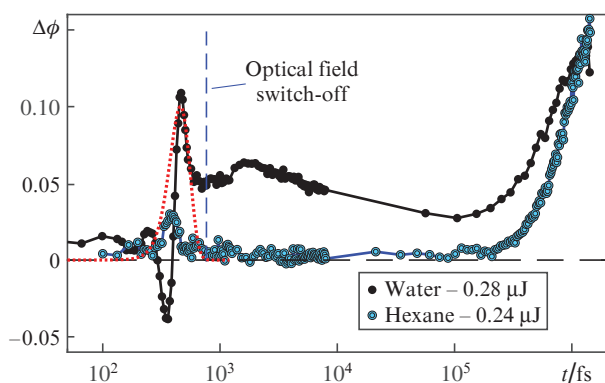 Δϕ
Optical field
switch-off
0.10
0.05
0
−0.05
Water – 0.28 μJ
Hexane – 0.24 μJ
10² 10³ 10⁴ 10⁵ t/fs